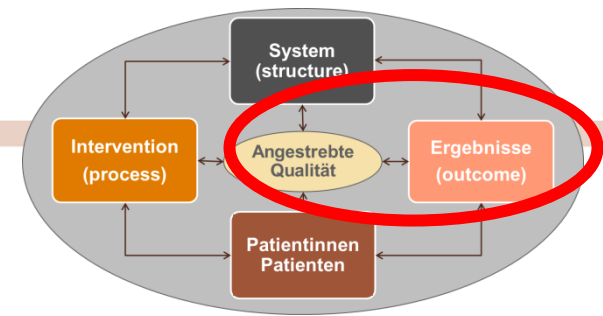 System
(structure)
Intervention
(process)
Angestrebte
Qualität
Ergebnisse
(outcome)
Patientinnen
Patienten